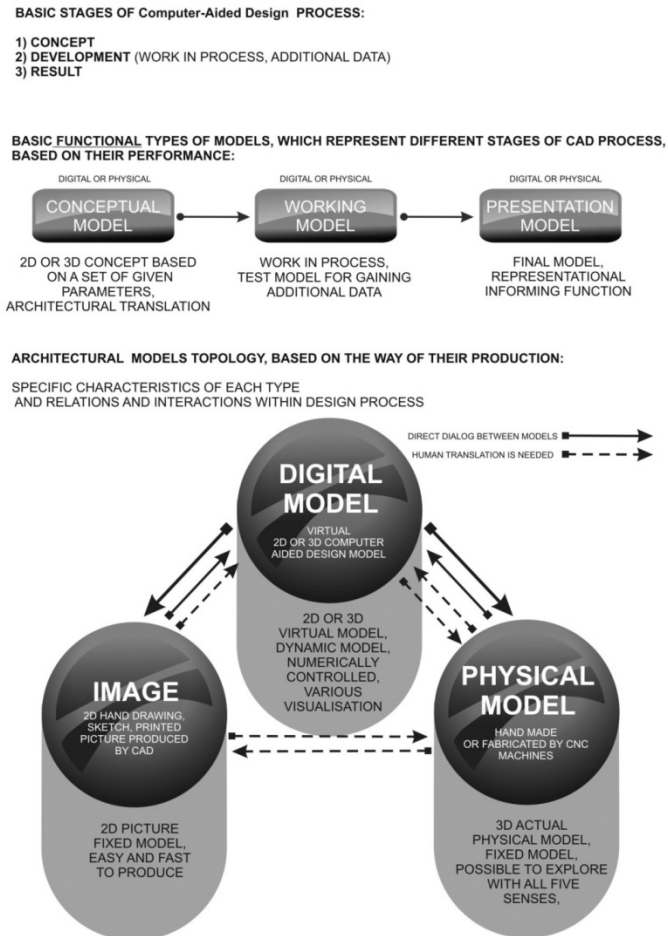 BASIC STAGES OF Computer-Aided Design PROCESS:
1) CONCEPT
2) DEVELOPMENT (WORK IN PROCESS, ADDITIONAL DATA)
3) RESULT
BASIC FUNCTIONAL TYPES OF MODELS, WHICH REPRESENT DIFFERENT STAGES OF CAD PROCESS,
BASED ON THEIR PERFORMANCE:
DIGITAL OR PHYSICAL
CONCEPTUAL
MODEL
2D OR 3D CONCEPT BASED
ON A SET OF GIVEN
PARAMETERS,
ARCHITECTURAL TRANSLATION
DIGITAL OR PHYSICAL
WORKING
MODEL
WORK IN PROCESS,
TEST MODEL FOR GAINING
ADDITIONAL DATA
DIGITAL OR PHYSICAL
PRESENTATION
MODEL
FINAL MODEL,
REPRESENTATIONAL
INFORMING FUNCTION
ARCHITECTURAL MODELS TOPOLOGY, BASED ON THE WAY OF THEIR PRODUCTION:
SPECIFIC CHARACTERISTICS OF EACH TYPE
AND RELATIONS AND INTERACTIONS WITHIN DESIGN PROCESS
DIRECT DIALOG BETWEEN MODELS
HUMAN TRANSLATION IS NEEDED
DIGITAL
MODEL
VIRTUAL
2D OR 3D COMPUTER
AIDED DESIGN MODEL
2D OR 3D
VIRTUAL MODEL,
DYNAMIC MODEL,
NUMERICALLY
CONTROLLED,
VARIOUS
VISUALISATION
IMAGE
2D HAND DRAWING,
SKETCH, PRINTED
PICTURE PRODUCED
BY CAD
2D PICTURE
FIXED MODEL,
EASY AND FAST
TO PRODUCE
PHYSICAL
MODEL
HAND MADE
OR FABRICATED BY CNC
MACHINES
3D ACTUAL
PHYSICAL MODEL,
FIXED MODEL,
POSSIBLE TO EXPLORE
WITH ALL FIVE
SENSES,